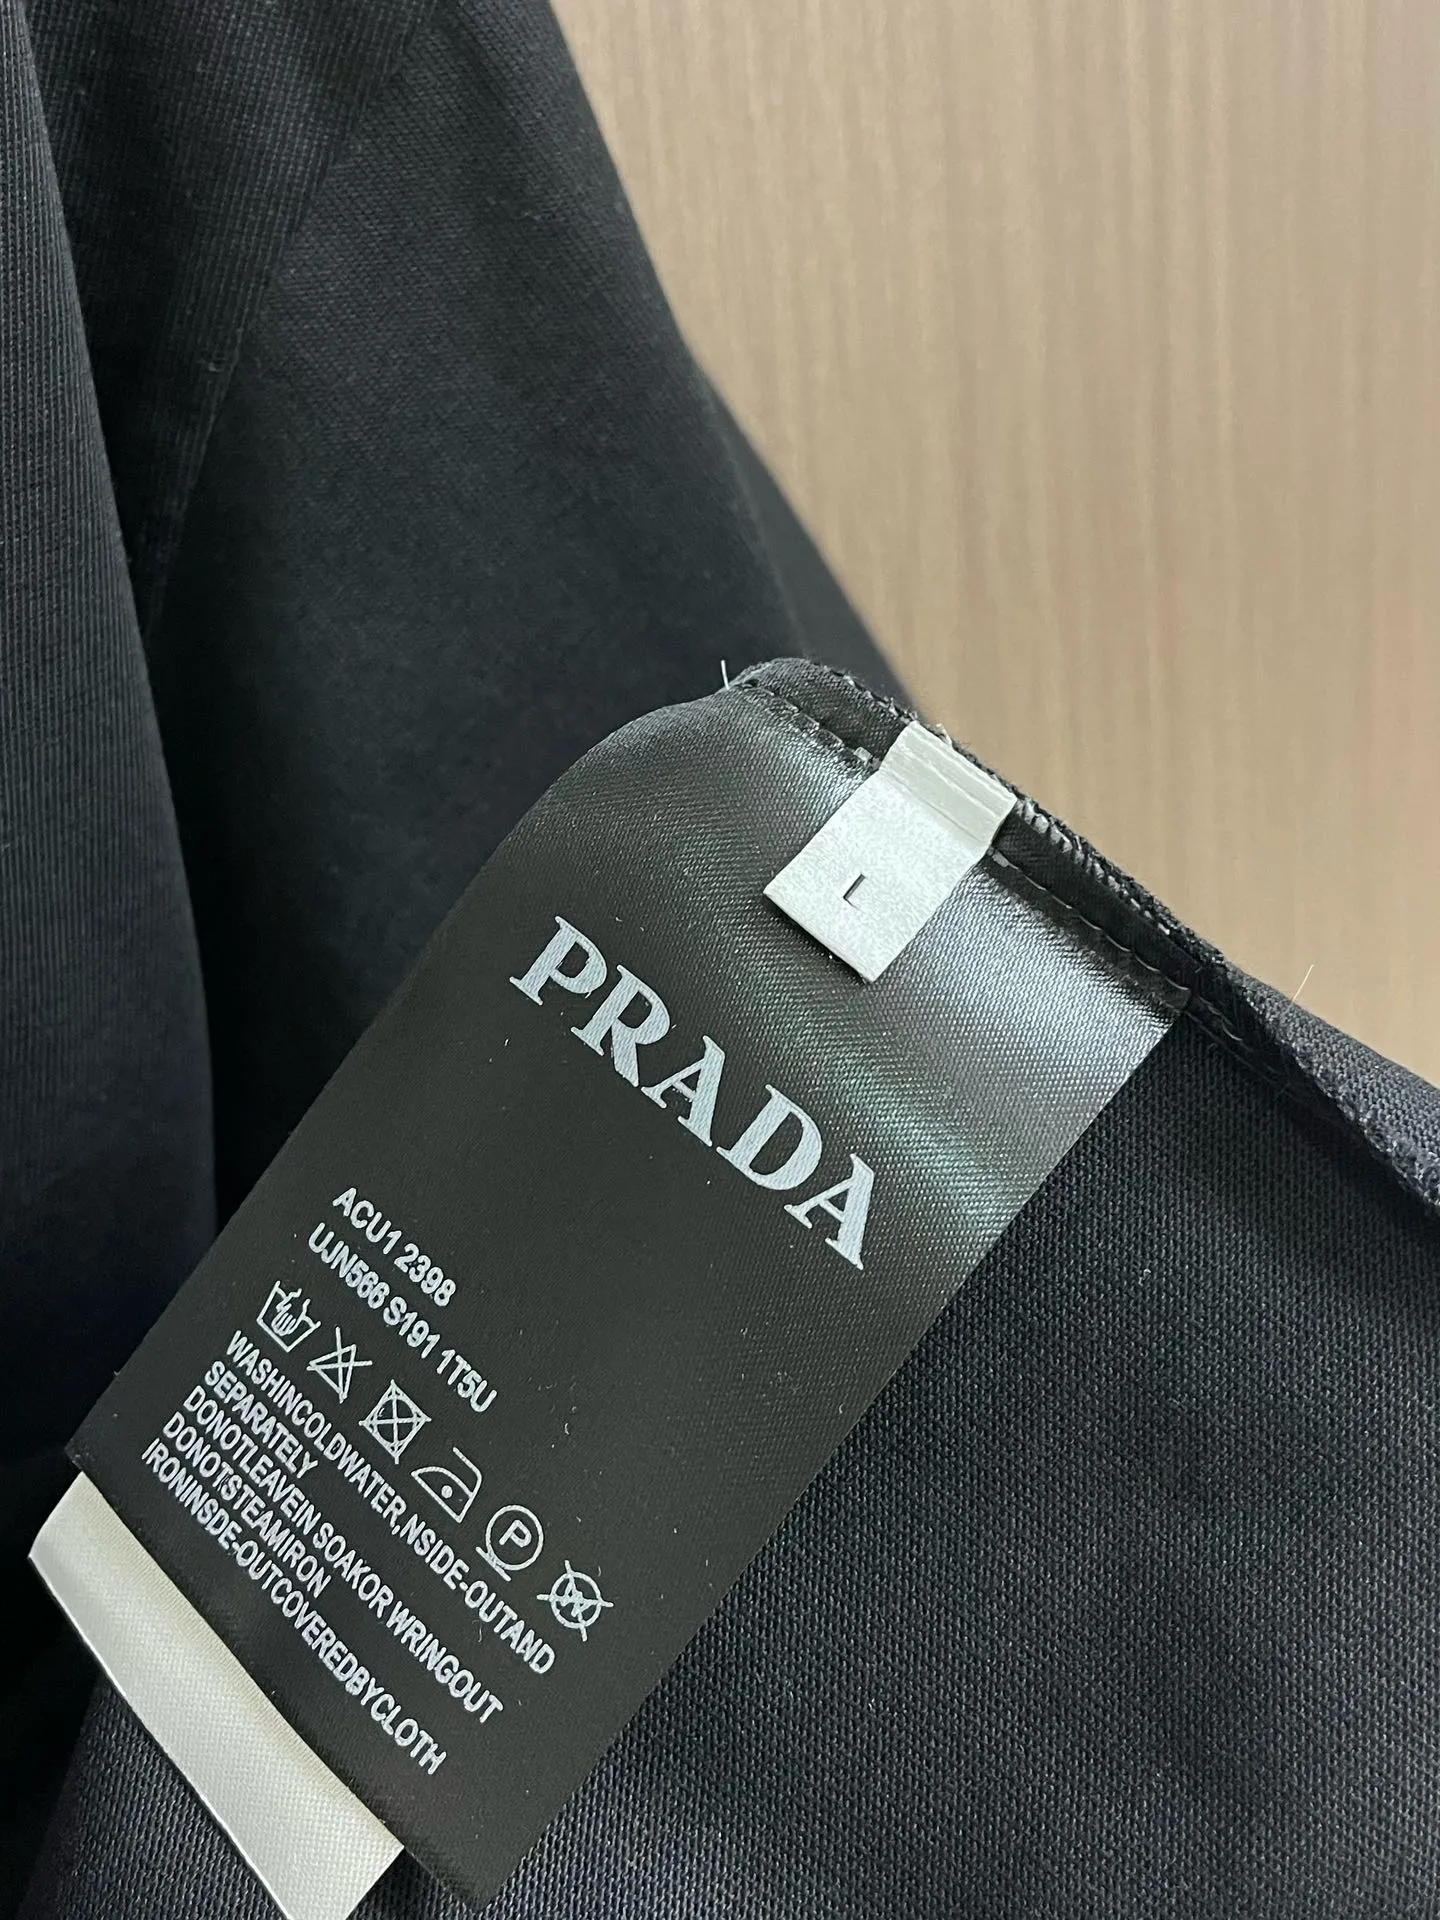 L
PRADA
ACU1 2398
UJN566 S191 1T5U
P
WASHINCOLDWATER,NSIDE-OUTAND
SEPARATELY
DONOTLEAVEIN SOAKOR WRINGOUT
DONOTSTEAMIRON
IRONINSDE-OUTCOVEREDBYCLOTH